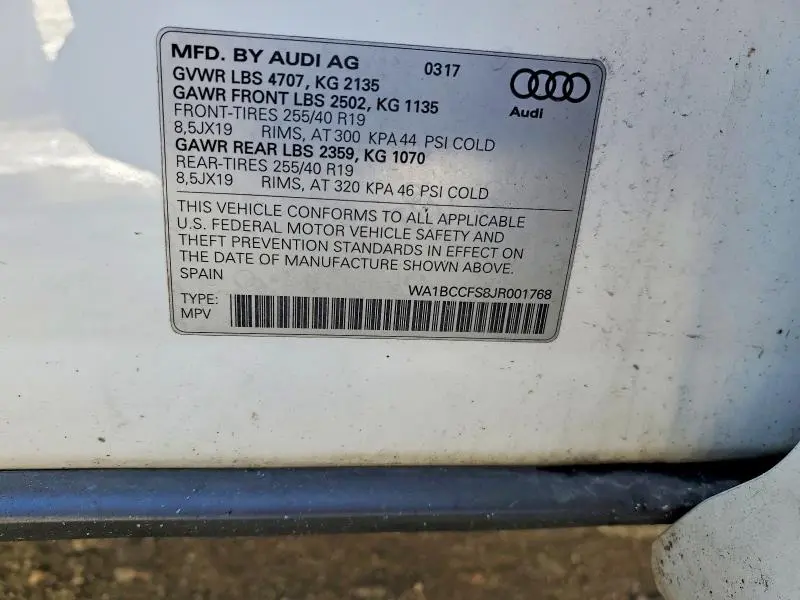 MFD. BY AUDI AG 0317
GVWR LBS 4707, KG 2135
GAWR FRONT LBS 2502, KG 1135
FRONT-TIRES 255/40 R19
8,5JX19 RIMS, AT 300 KPA 44 PSI COLD
GAWR REAR LBS 2359, KG 1070
REAR-TIRES 255/40 R19
8,5JX19 RIMS, AT 320 KPA 46 PSI COLD
Audi
THIS VEHICLE CONFORMS TO ALL APPLICABLE
U.S. FEDERAL MOTOR VEHICLE SAFETY AND
THEFT PREVENTION STANDARDS IN EFFECT ON
THE DATE OF MANUFACTURE SHOWN ABOVE.
SPAIN
WA1BCCFS8JR001768
TYPE:
MPV